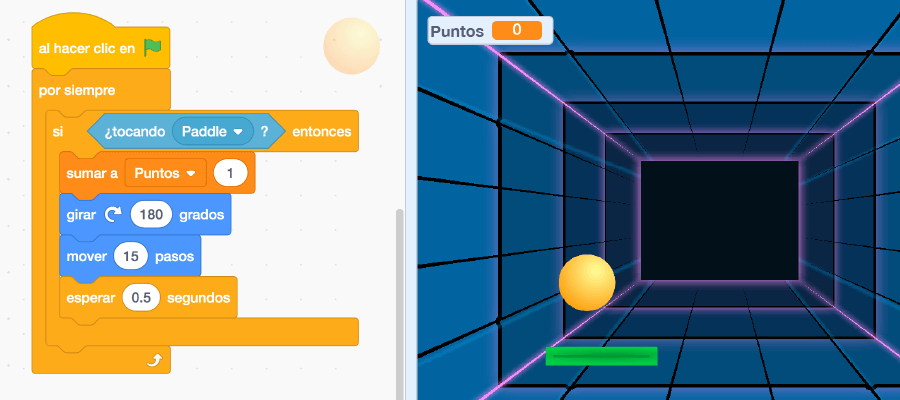 al hacer clic en
por siempre
si ¿tocando Paddle ? entonces
sumar a Puntos 1
girar 180 grados
mover 15 pasos
esperar 0.5 segundos
Puntos 0